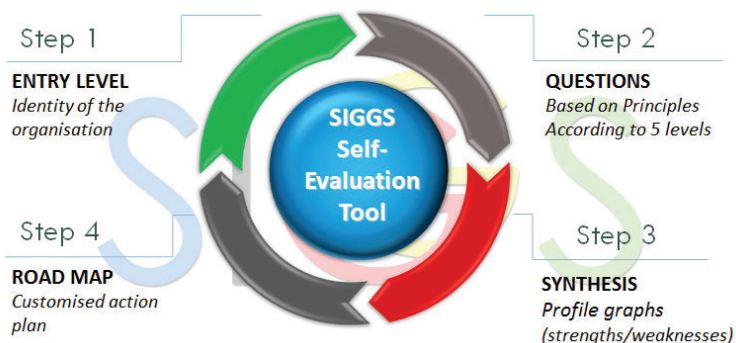 Step 1
ENTRY LEVEL
Identity of the
organisation
Step 2
QUESTIONS
Based on Principles
According to 5 levels
SIGGS
Self-
Evaluation
Tool
Step 3
SYNTHESIS
Profile graphs
(strengths/weaknesses)
Step 4
ROAD MAP
Customised action
plan
SIGGS